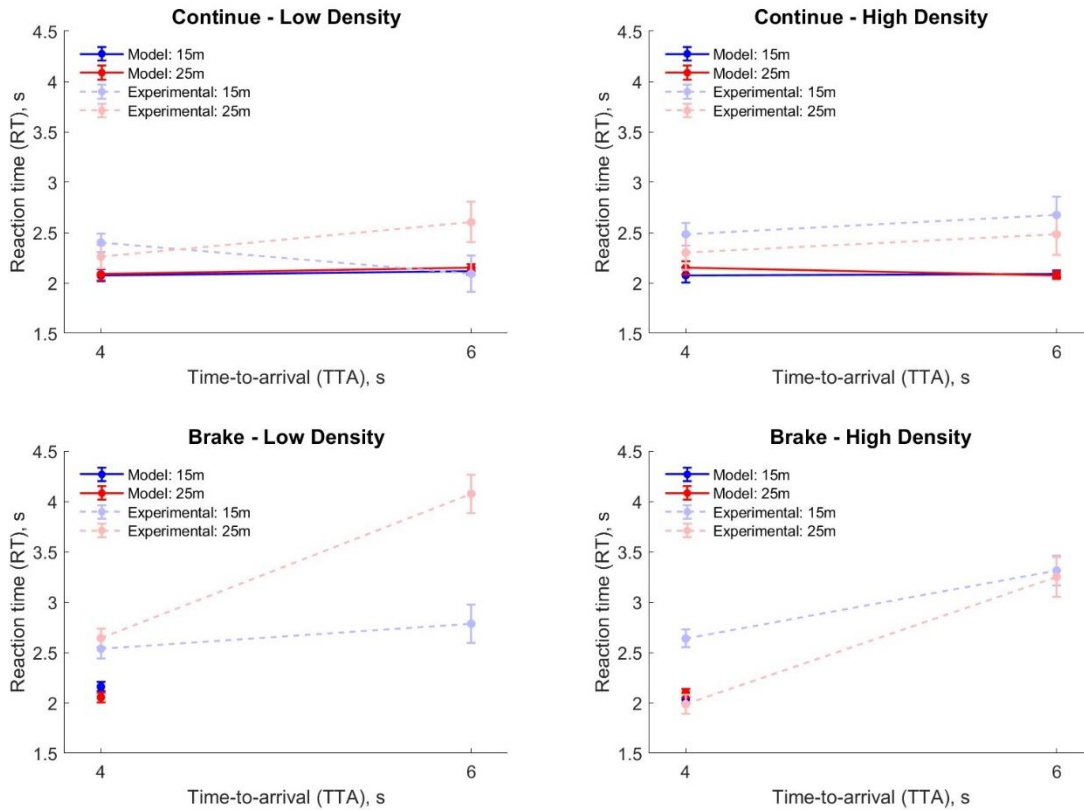 Continue - Low Density
4.5
4
3.5
3
2.5
2
1.5
Reaction time (RT), s
Model: 15m
Model: 25m
Experimental: 15m
Experimental: 25m
4
6
Time-to-arrival (TTA), s
Continue - High Density
4.5
4
3.5
3
2.5
2
1.5
Reaction time (RT), s
Model: 15m
Model: 25m
Experimental: 15m
Experimental: 25m
4
6
Time-to-arrival (TTA), s
Brake - Low Density
4.5
4
3.5
3
2.5
2
1.5
Reaction time (RT), s
Model: 15m
Model: 25m
Experimental: 15m
Experimental: 25m
4
6
Time-to-arrival (TTA), s
Brake - High Density
4.5
4
3.5
3
2.5
2
1.5
Reaction time (RT), s
Model: 15m
Model: 25m
Experimental: 15m
Experimental: 25m
4
6
Time-to-arrival (TTA), s